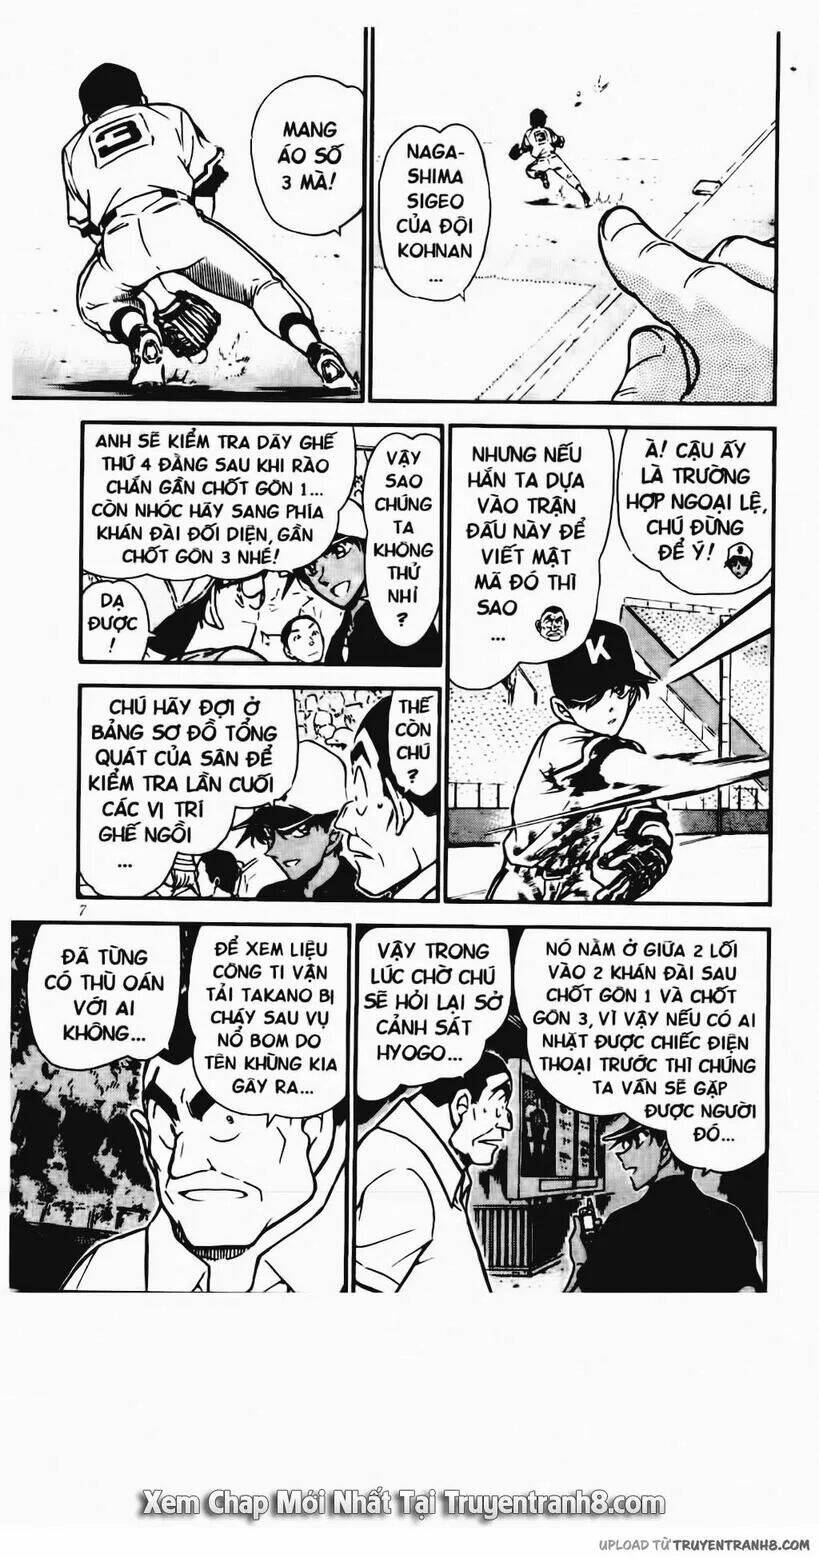 NAGA-
SHIMA
SIGEO
CỦA ĐỘI
KOHNAN
...
MANG
ÁO SỐ
3 MÀ!
3
À! CẬU ẤY
LÀ TRƯỜNG
HỢP NGOẠI LỆ,
CHÚ ĐỪNG
ĐỂ Ý!
NHƯNG NẾU
HẮN TA DỰA
VÀO TRẬN
ĐẤU NÀY ĐỂ
VIẾT MẬT
MÃ ĐÓ THÌ
SAO
...
K
VẬY
SAO
CHÚNG
TA
KHÔNG
THỬ
NHỈ
?
ANH SẼ KIỂM TRA DÃY GHẾ
THỨ 4 ĐẰNG SAU KHI RÀO
CHẮN GẦN CHỐT GÔN 1...
CÒN NHÓC HÃY SANG PHÍA
KHÁN ĐÀI ĐỐI DIỆN, GẦN
CHỐT GÔN 3 NHÉ!
DẠ
ĐƯỢC
!
THẾ
CÒN
CHÚ
?
CHÚ HÃY ĐỢI Ở
BẢNG SƠ ĐỒ TỔNG
QUÁT CỦA SÂN ĐỂ
KIỂM TRA LẦN CUỐI
CÁC VỊ TRÍ
GHẾ NGỒI
...
7
NÓ NẰM Ở GIỮA 2 LỐI
VÀO 2 KHÁN ĐÀI SAU
CHỐT GÔN 1 VÀ CHỐT
GÔN 3, VÌ VẬY NẾU CÓ AI
NHẶT ĐƯỢC CHIẾC ĐIỆN
THOẠI TRƯỚC THÌ CHÚNG
TA VẪN SẼ GẶP
ĐƯỢC NGƯỜI
ĐÓ...
VẬY TRONG
LÚC CHỜ CHÚ
SẼ HỎI LẠI SỞ
CẢNH SÁT
HYOGO...
ĐỂ XEM LIỆU
CÔNG TI VẬN
TẢI TAKANO BỊ
CHÁY SAU VỤ
NỔ BOM DO
TÊN KHÙNG KIA
GÂY RA...
ĐÃ TỪNG
CÓ THÙ OÁN
VỚI AI
KHÔNG...
Xem Chap Mới Nhất Tại Truyentranh8.com
UPLOAD TỪ TRUYENTRANH8.COM